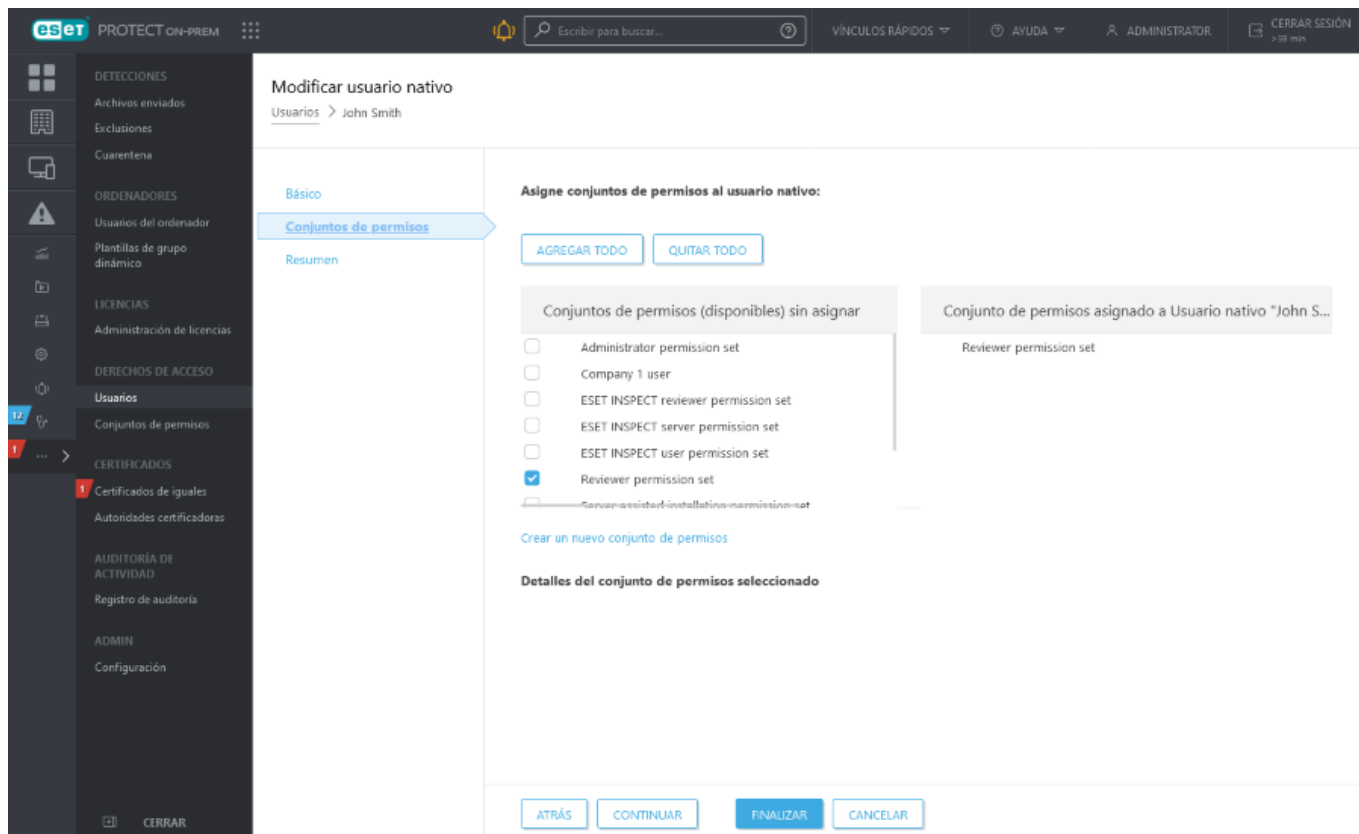 eset PROTECT ON-PREM
Escribir para buscar...
VÍNCULOS RÁPIDOS
AYUDA
ADMINISTRATOR
CERRAR SESIÓN
> 59 min
DETECCIONES
Archivos enviados
Exclusiones
Cuarentena
ORDENADORES
Usuarios del ordenador
Plantillas de grupo
dinámico
LICENCIAS
Administración de licencias
DERECHOS DE ACCESO
Usuarios
Conjuntos de permisos
CERTIFICADOS
Certificados de iguales
Autoridades certificadoras
AUDITORÍA DE
ACTIVIDAD
Registro de auditoría
ADMIN
Configuración
CERRAR
12
1
1
Modificar usuario nativo
Usuarios > John Smith
Básico
Conjuntos de permisos
Resumen
Asigne conjuntos de permisos al usuario nativo:
AGREGAR TODO
QUITAR TODO
Conjuntos de permisos (disponibles) sin asignar
Administrator permission set
Company 1 user
ESET INSPECT reviewer permission set
ESET INSPECT server permission set
ESET INSPECT user permission set
Reviewer permission set
Server assisted installation permission set
Conjunto de permisos asignado a Usuario nativo "John S...
Reviewer permission set
Crear un nuevo conjunto de permisos
Detalles del conjunto de permisos seleccionado
ATRÁS
CONTINUAR
FINALIZAR
CANCELAR